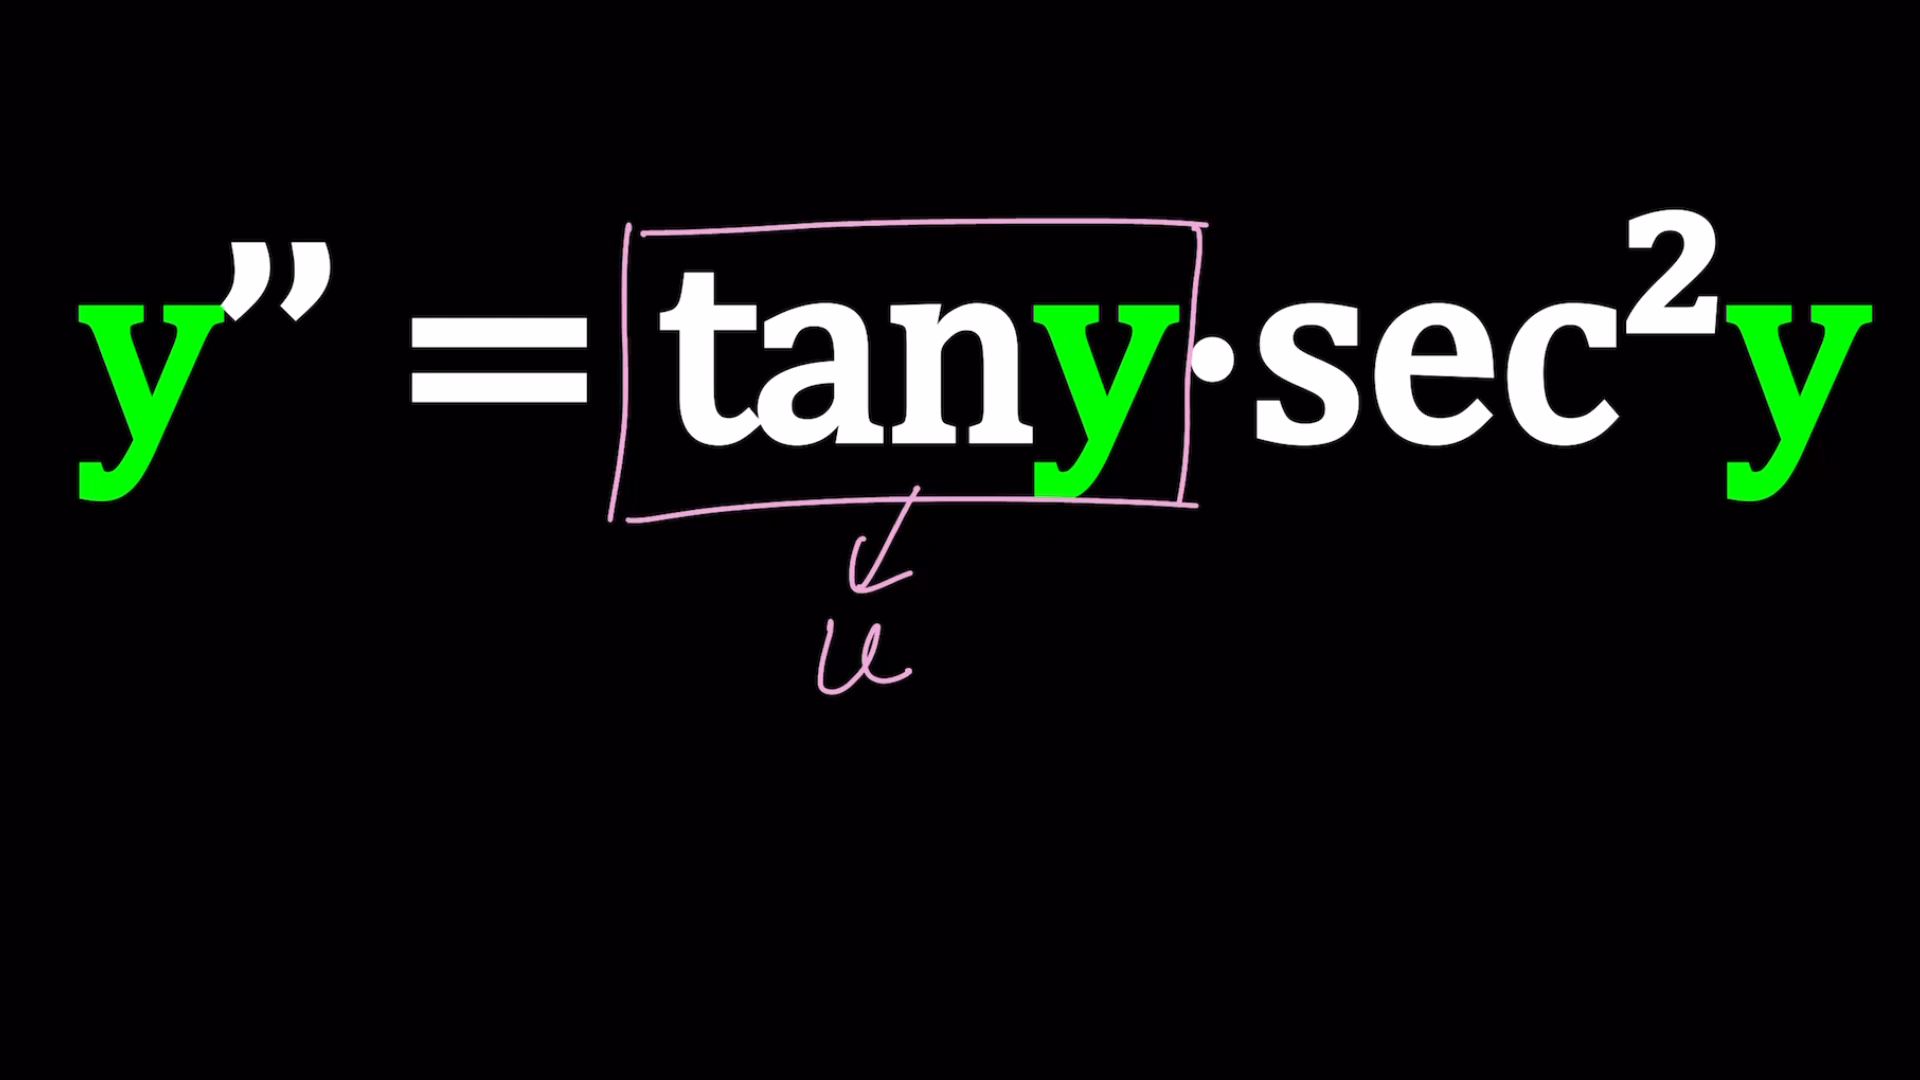 y” = tany·sec²y
u